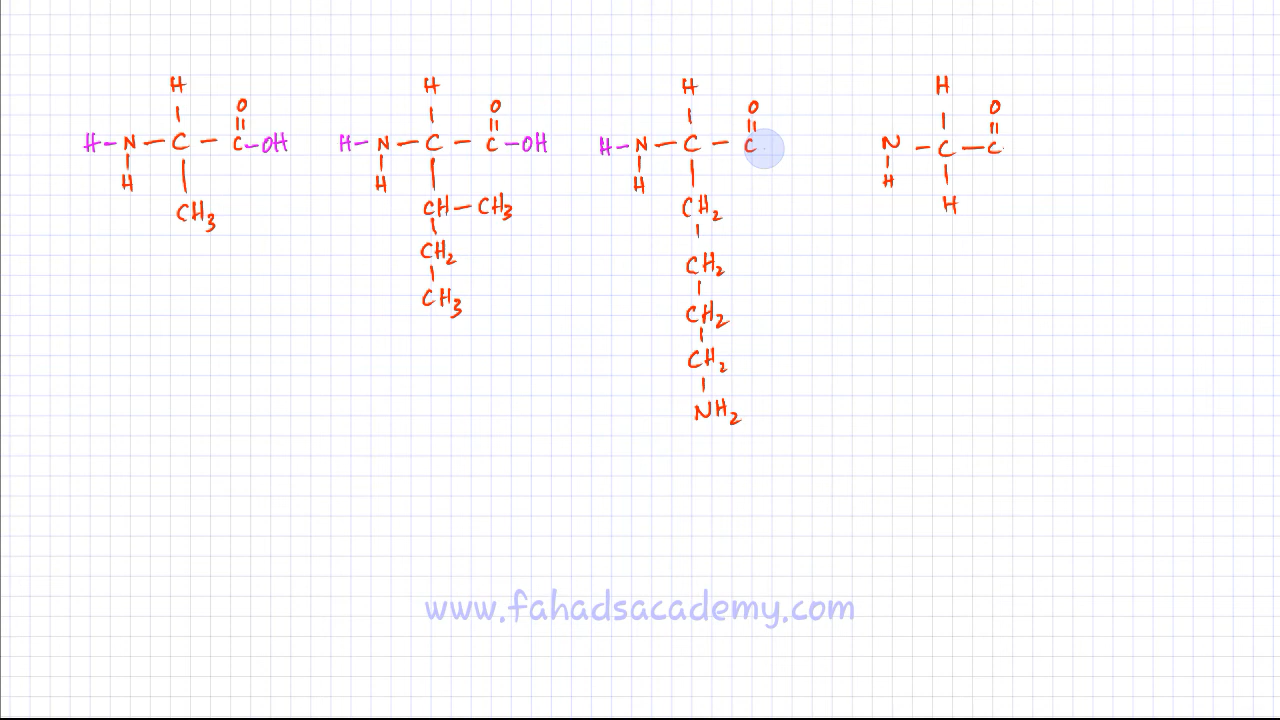 H H H H
O O O O
H-N-C-C-OH H-N-C-C-OH H-N-C-C N-C-C
H H H H
CH3 CH-CH3 CH2 H
CH2 CH2
CH3 CH2
CH2
NH2
www.fahadsacademy.com